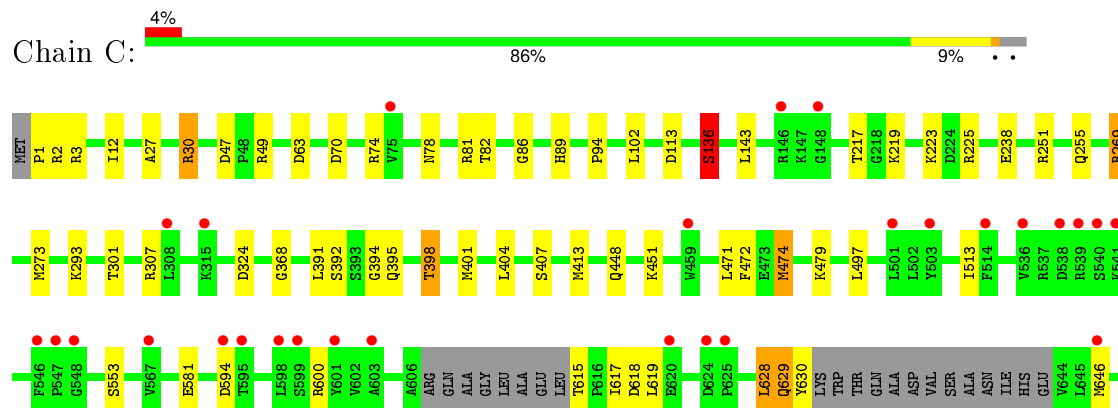 4%
Chain C:
86%
9%
MET P1 R2 R3 I12 A27 R30 D47 P48 R49 D63 D70 R74 V75 N78 R81 T82 G86 H89 P94 L102 D113 S136 L143 R146 K147 G148 T217 G218 K219 K223 D224 R225 E238 R251 Q255
M273 K293 T301 R307 L308 K315 D324 G368 L391 S392 S393 G394 Q395 T398 M401 L404 S407 M413 Q448 K451 W459 L471 F472 E473 M474 K479 L497 L501 L502 Y503 I513 F514 V536 R537 D538 R539 S540 K541
F546 P547 G548 S553 V567 E581 D594 T595 L598 S599 R600 Y601 V602 A603 A606 ARG GLN ALA GLY LEU ALA GLU LEU T615 P616 I617 D618 L619 E620 D624 P625 L628 Q629 Y630 LYS TRP THR GLN ALA ASP VAL SER ALA ASN ILE HIS GLU V644 L645 M646